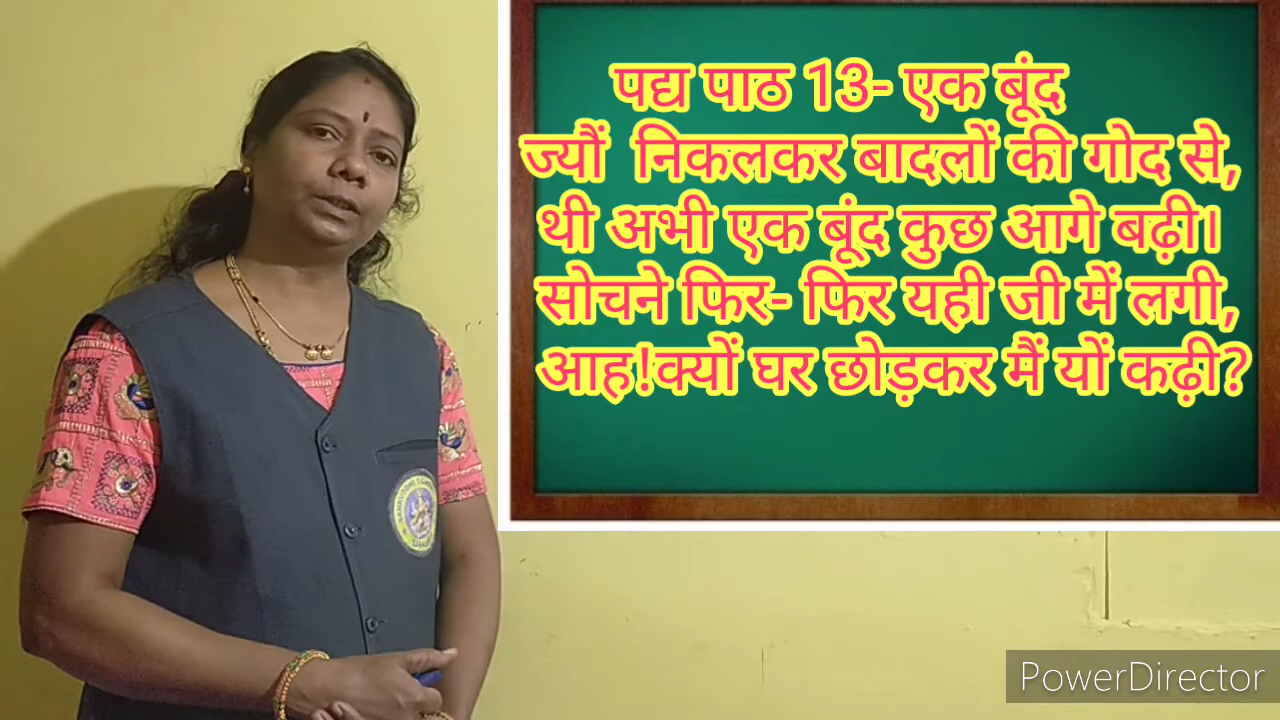 पद्य पाठ 13- एक बूंद
ज्यौं निकलकर बादलों की गोद से,
थी अभी एक बूंद कुछ आगे बढ़ी।
सोचने फिर- फिर यही जी में लगी,
आह!क्यों घर छोड़कर मैं यों कढ़ी?
PowerDirector